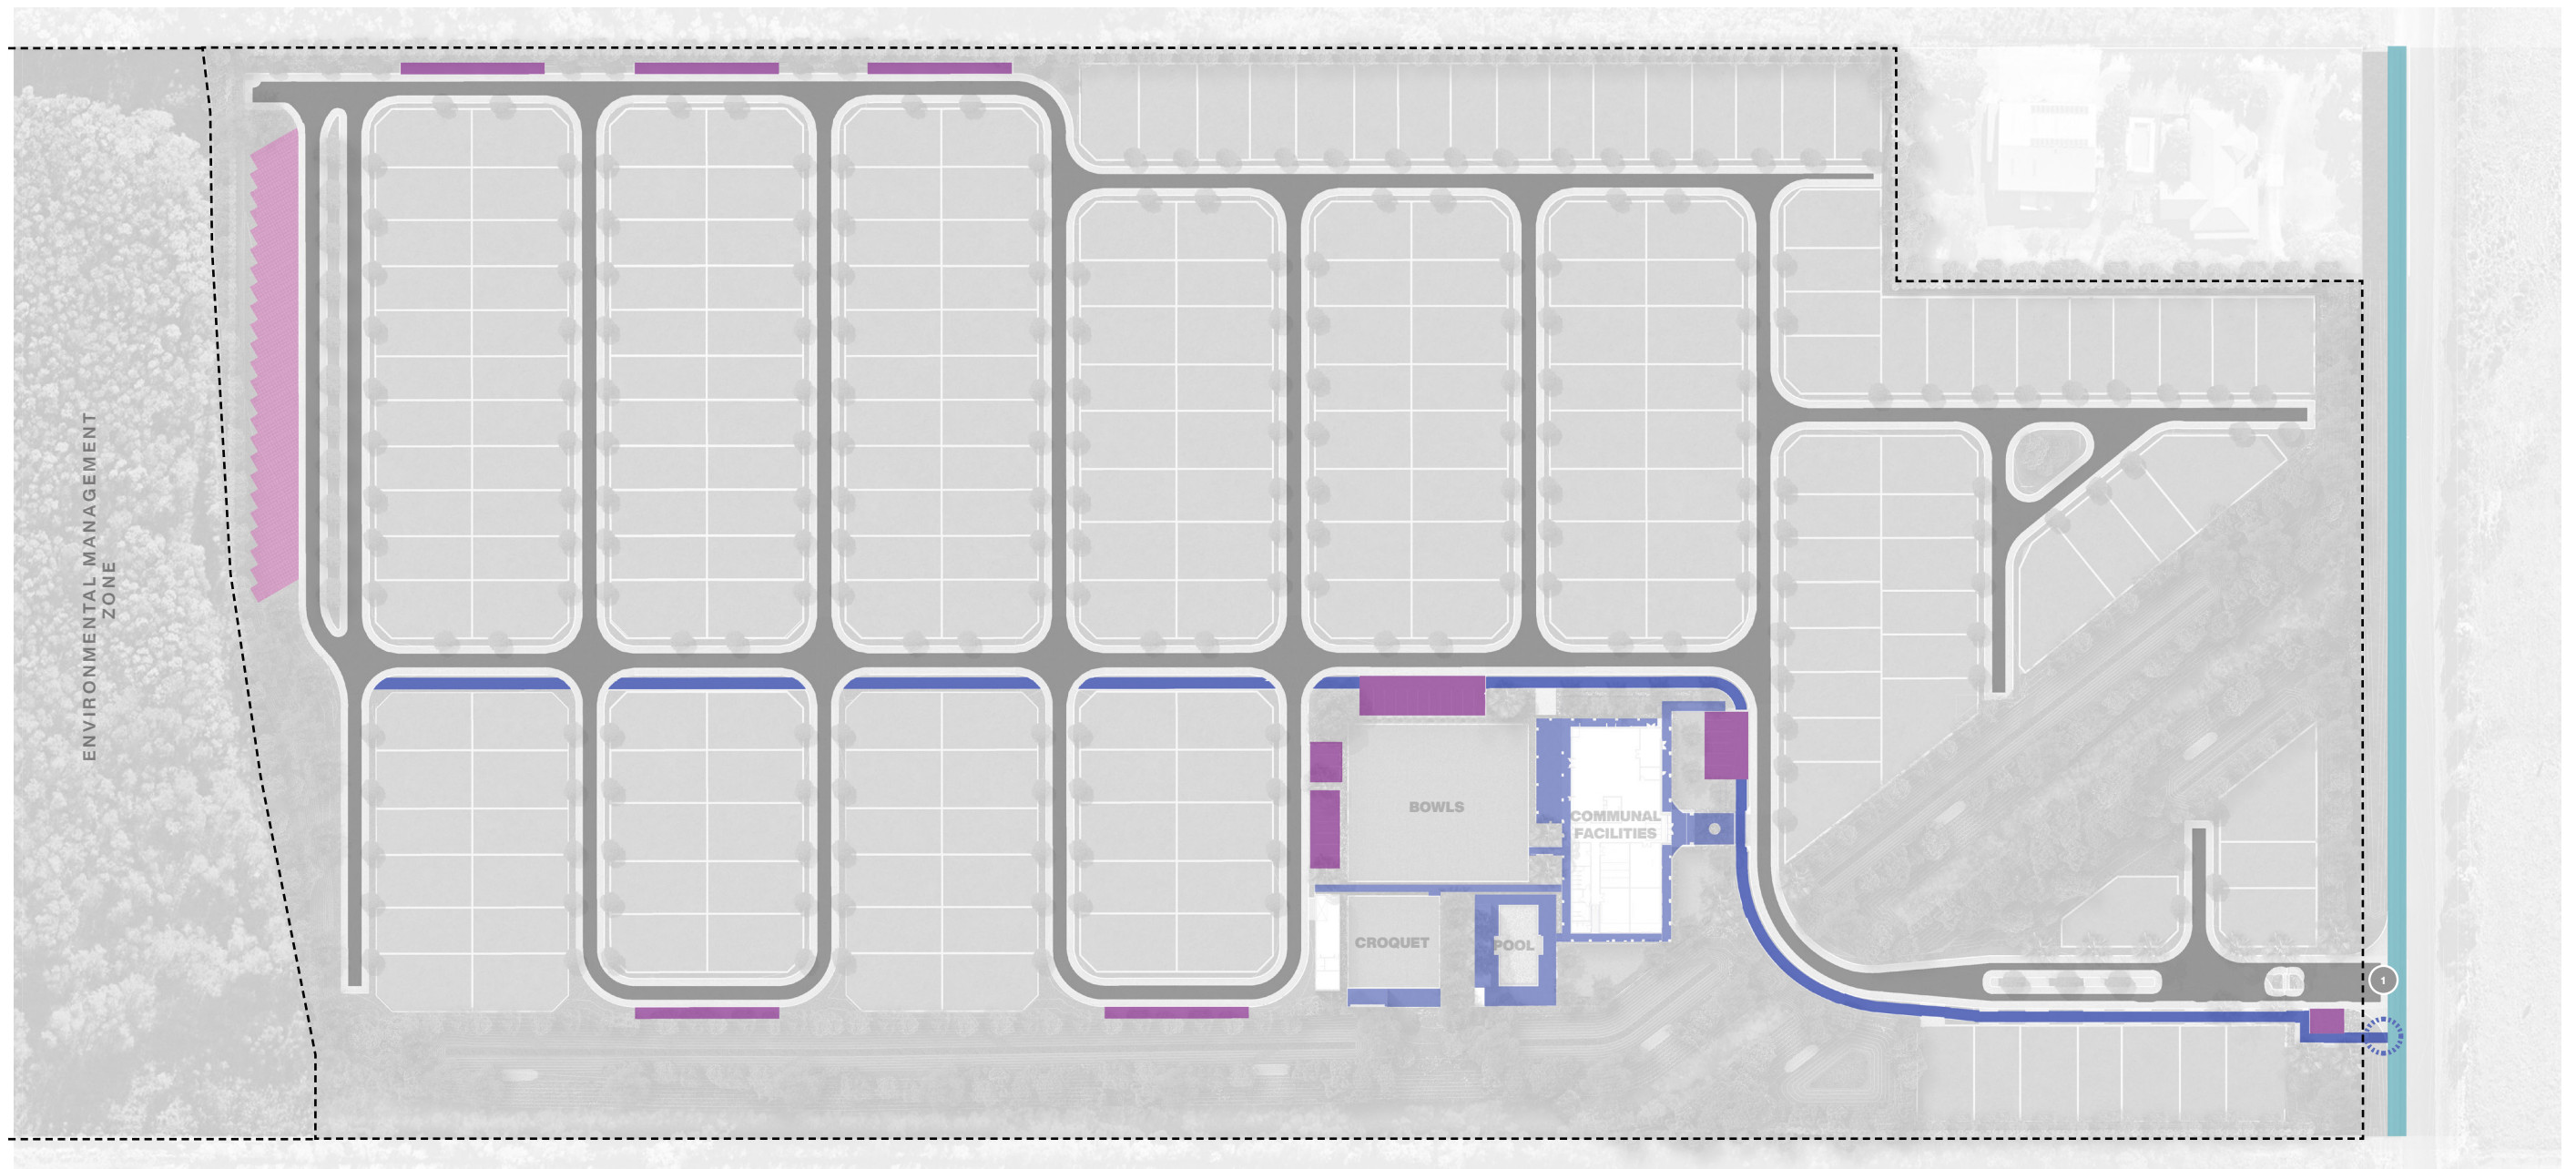 ENVIRONMENTAL MANAGEMENT
ZONE
BOWLS
COMMUNAL
FACILITIES
CROQUET
POOL
1